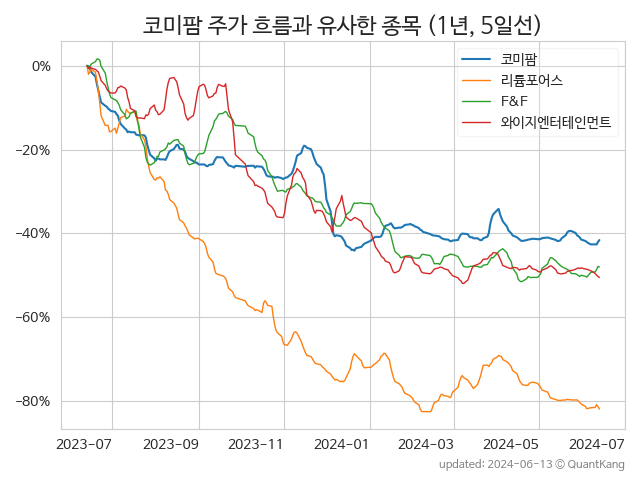 코미팜 주가 흐름과 유사한 종목 (1년, 5일선)
코미팜
리튬포어스
F&F
와이지엔터테인먼트
0%
−20%
−40%
−60%
−80%
2023-07 2023-09 2023-11 2024-01 2024-03 2024-05 2024-07
updated: 2024-06-13 © QuantKang